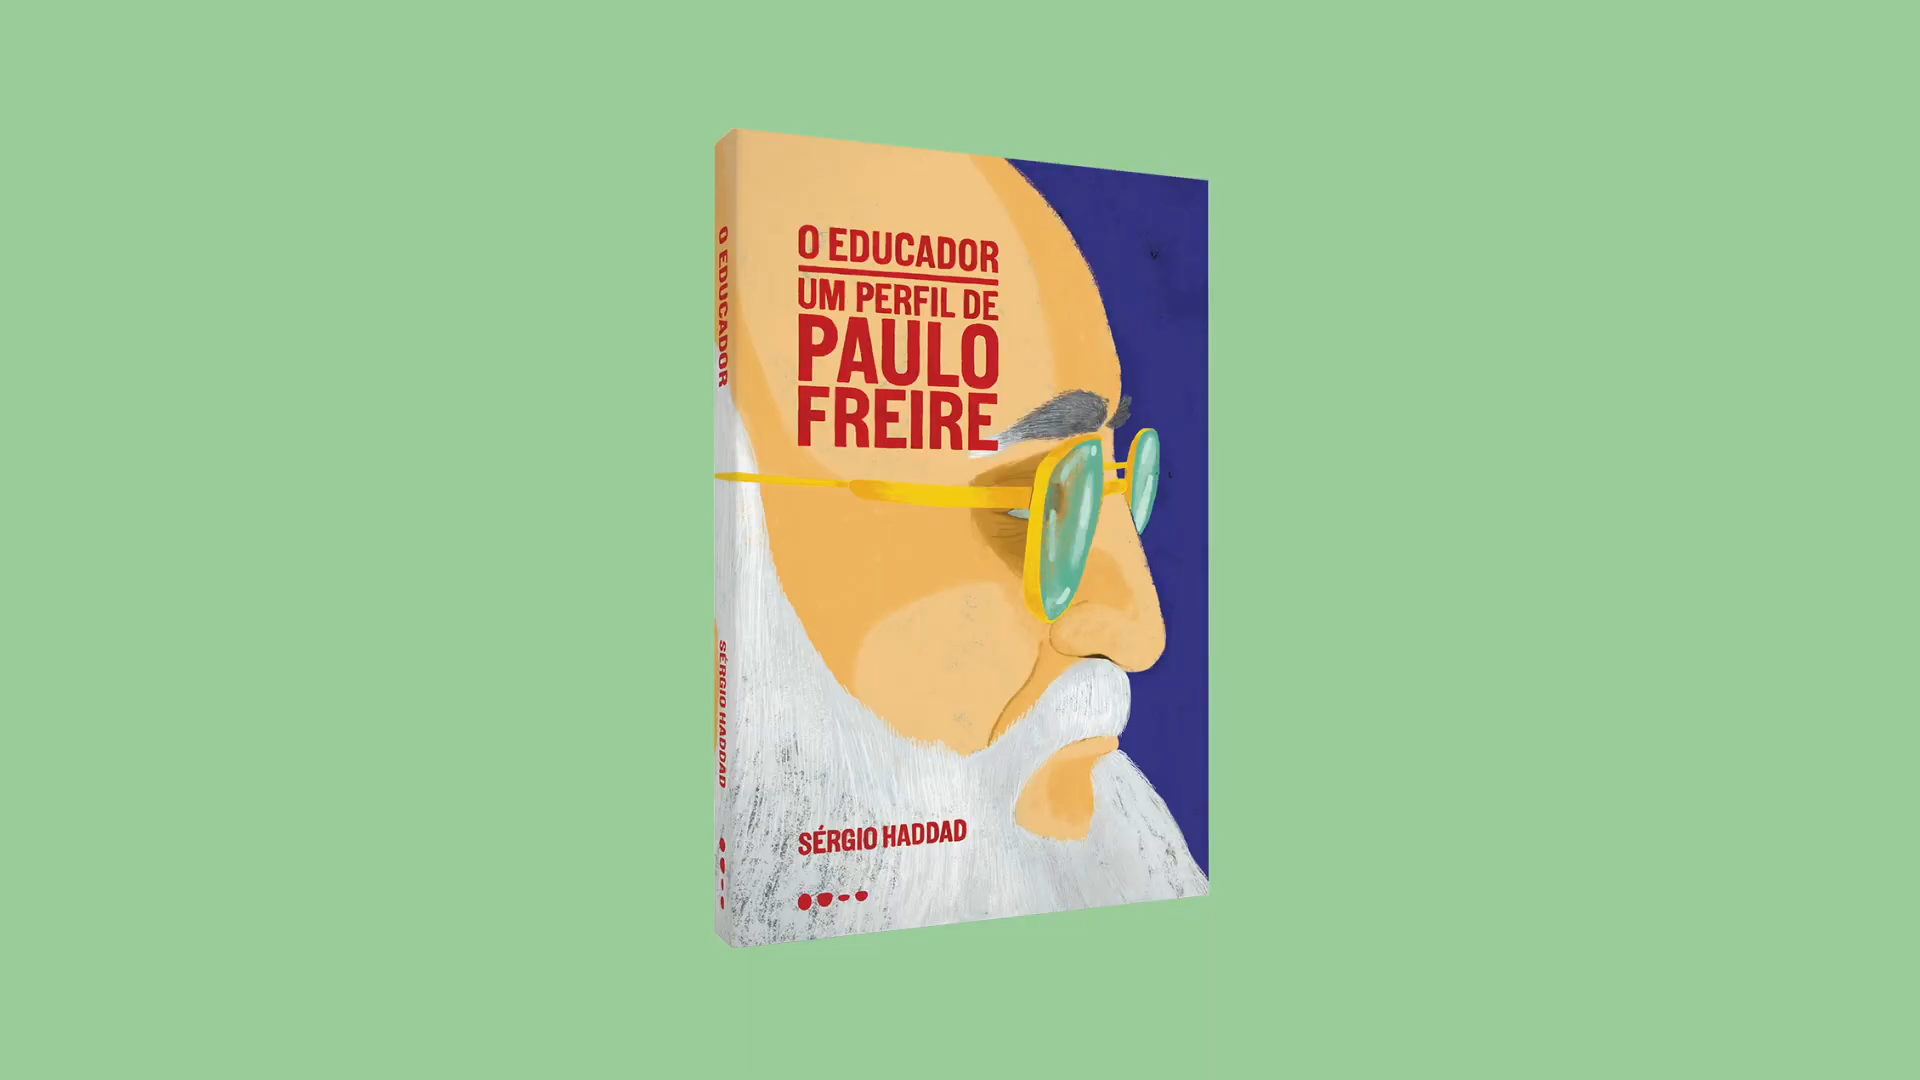 O EDUCADOR
UM PERFIL DE
PAULO
FREIRE
SÉRGIO HADDAD
O EDUCADOR
SÉRGIO HADDAD